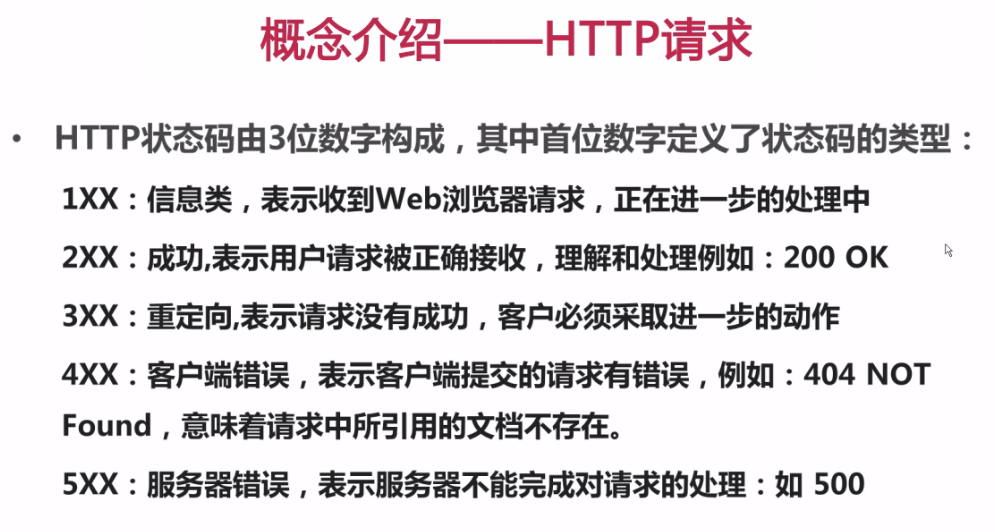 概念介绍——HTTP请求
• HTTP状态码由3位数字构成，其中首位数字定义了状态码的类型：
1XX：信息类，表示收到Web浏览器请求，正在进一步的处理中
2XX：成功,表示用户请求被正确接收，理解和处理例如：200 OK
3XX：重定向,表示请求没有成功，客户必须采取进一步的动作
4XX：客户端错误，表示客户端提交的请求有错误，例如：404 NOT
Found，意味着请求中所引用的文档不存在。
5XX：服务器错误，表示服务器不能完成对请求的处理：如 500